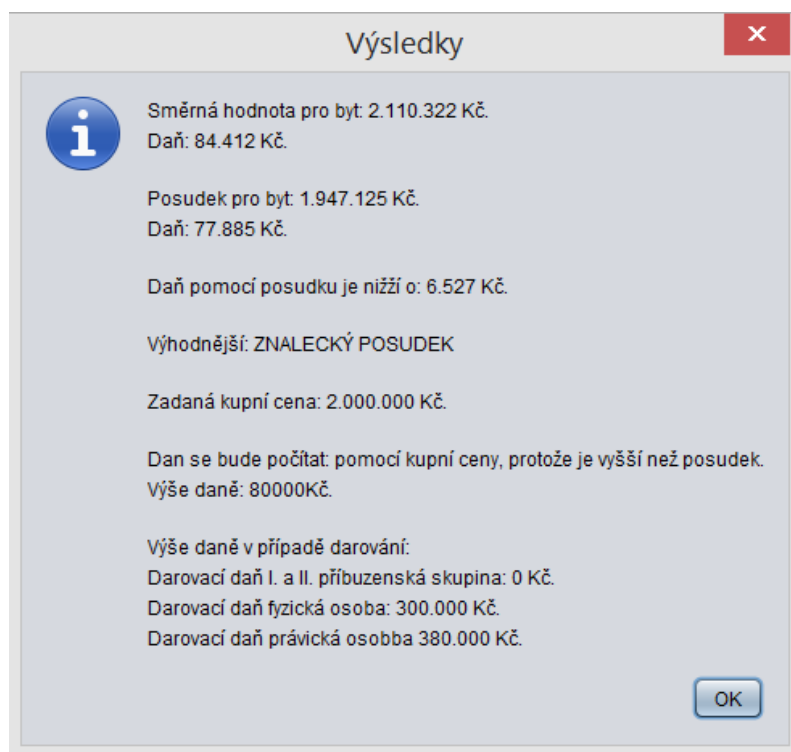 Výsledky
Směrná hodnota pro byt: 2.110.322 Kč.
Daň: 84.412 Kč.
Posudek pro byt: 1.947.125 Kč.
Daň: 77.885 Kč.
Daň pomocí posudku je nižží o: 6.527 Kč.
Výhodnější: ZNALECKÝ POSUDEK
Zadaná kupní cena: 2.000.000 Kč.
Dan se bude počítat: pomocí kupní ceny, protože je vyšší než posudek.
Výše daně: 80000Kč.
Výše daně v případě darování:
Darovací daň I. a II. příbuzenská skupina: 0 Kč.
Darovací daň fyzická osoba: 300.000 Kč.
Darovací daň právická osobba 380.000 Kč.
OK